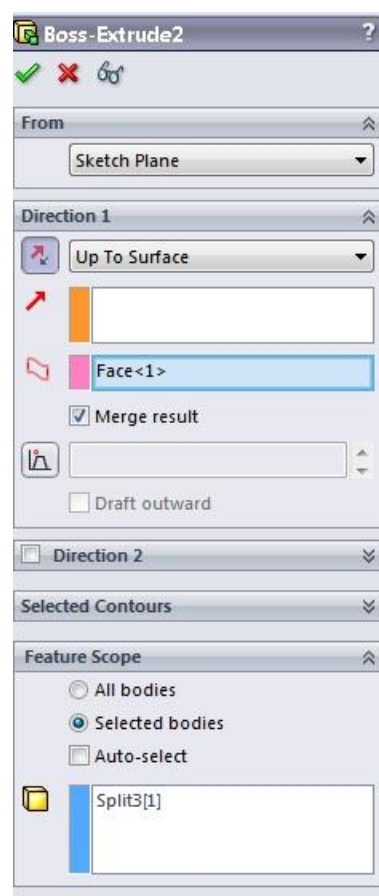 Boss-Extrude2 ?
From
Sketch Plane
Direction 1
Up To Surface
Face<1>
Merge result
Draft outward
Direction 2
Selected Contours
Feature Scope
All bodies
Selected bodies
Auto-select
Split3[1]